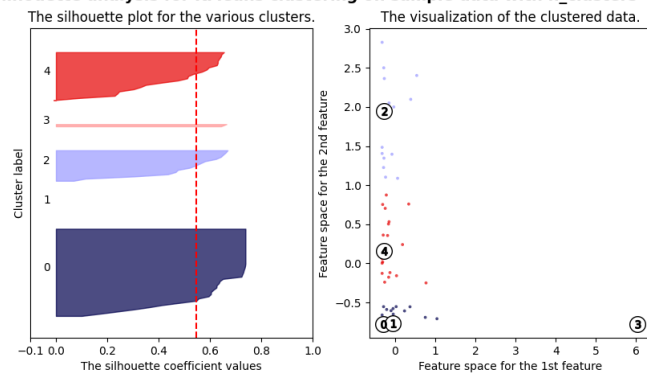 The silhouette plot for the various clusters.
Cluster label
4
3
2
1
0
-0.1 0.0 0.2 0.4 0.6 0.8 1.0
The silhouette coefficient values
The visualization of the clustered data.
Feature space for the 2nd feature
3.0
2.5
2.0
1.5
1.0
0.5
0.0
−0.5
2
4
0 1 3
0 1 2 3 4 5 6
Feature space for the 1st feature